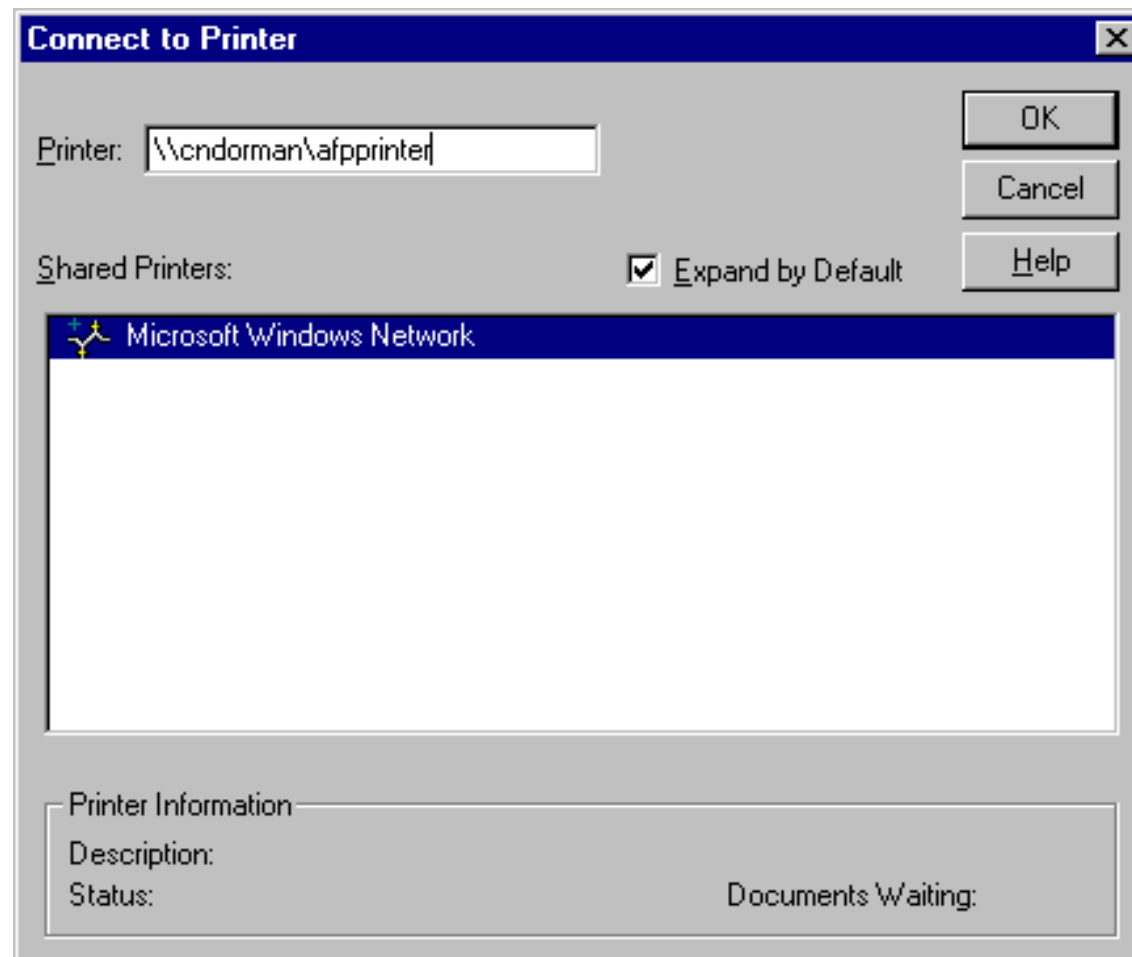 Connect to Printer
Printer: \\cndorman\afpprinter
OK
Cancel
Shared Printers:
Expand by Default
Help
Microsoft Windows Network
Printer Information
Description:
Status:
Documents Waiting: